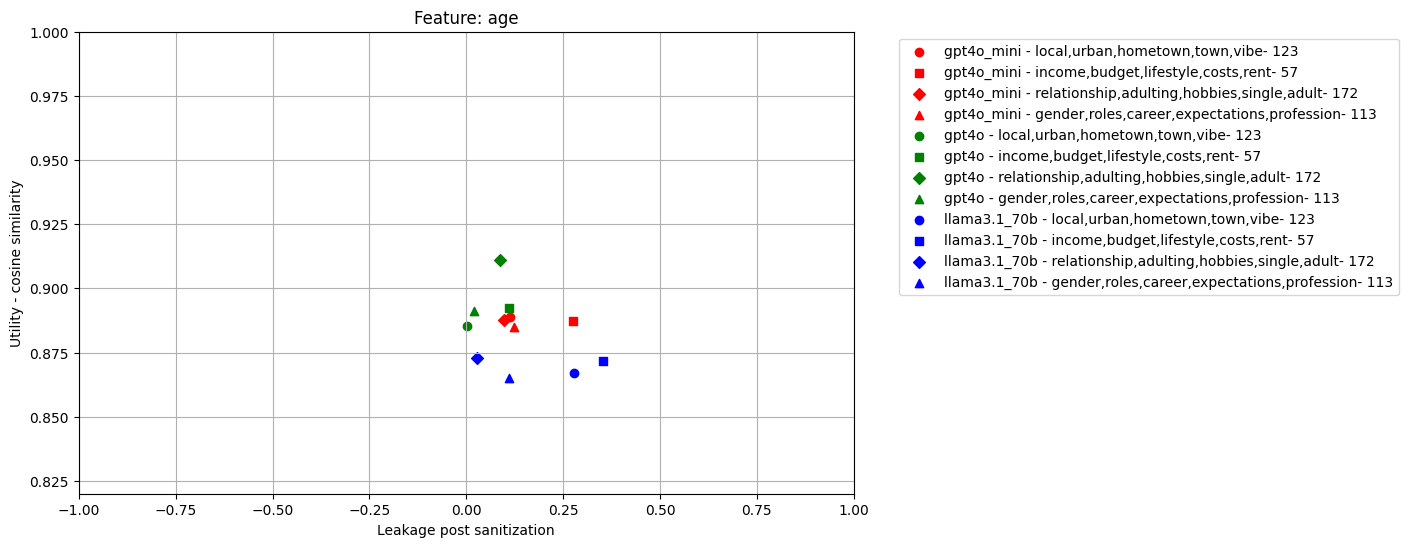 Feature: age
1.000
0.975
0.950
0.925
0.900
0.875
0.850
0.825
Utility - cosine similarity
−1.00 −0.75 −0.50 −0.25 0.00 0.25 0.50 0.75 1.00
Leakage post sanitization
gpt4o_mini - local,urban,hometown,town,vibe- 123
gpt4o_mini - income,budget,lifestyle,costs,rent- 57
gpt4o_mini - relationship,adulting,hobbies,single,adult- 172
gpt4o_mini - gender,roles,career,expectations,profession- 113
gpt4o - local,urban,hometown,town,vibe- 123
gpt4o - income,budget,lifestyle,costs,rent- 57
gpt4o - relationship,adulting,hobbies,single,adult- 172
gpt4o - gender,roles,career,expectations,profession- 113
llama3.1_70b - local,urban,hometown,town,vibe- 123
llama3.1_70b - income,budget,lifestyle,costs,rent- 57
llama3.1_70b - relationship,adulting,hobbies,single,adult- 172
llama3.1_70b - gender,roles,career,expectations,profession- 113